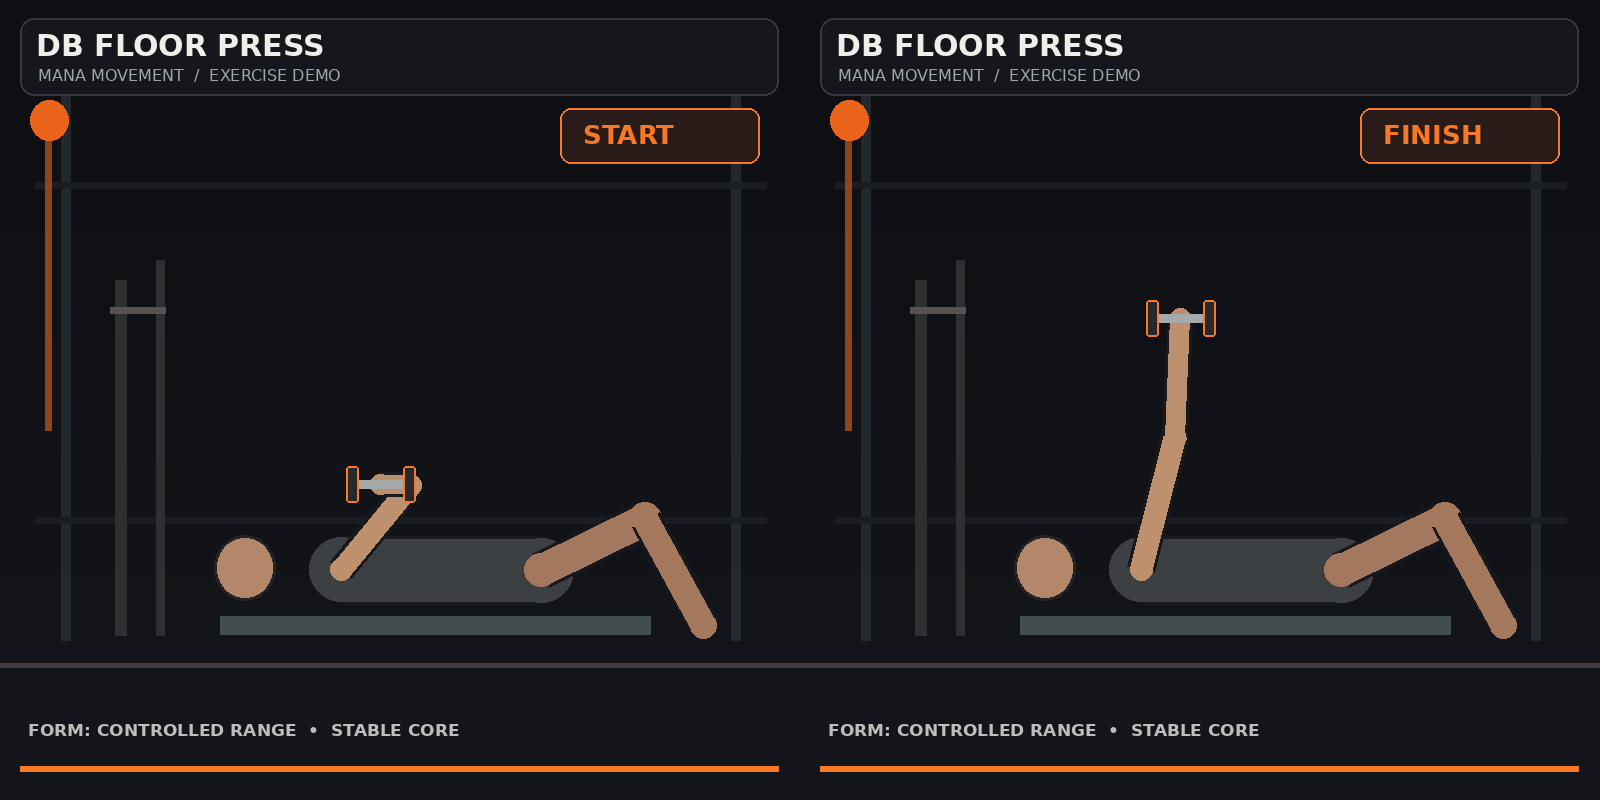 DB FLOOR PRESS
MANA MOVEMENT / EXERCISE DEMO
START
FORM: CONTROLLED RANGE • STABLE CORE
DB FLOOR PRESS
MANA MOVEMENT / EXERCISE DEMO
FINISH
FORM: CONTROLLED RANGE • STABLE CORE